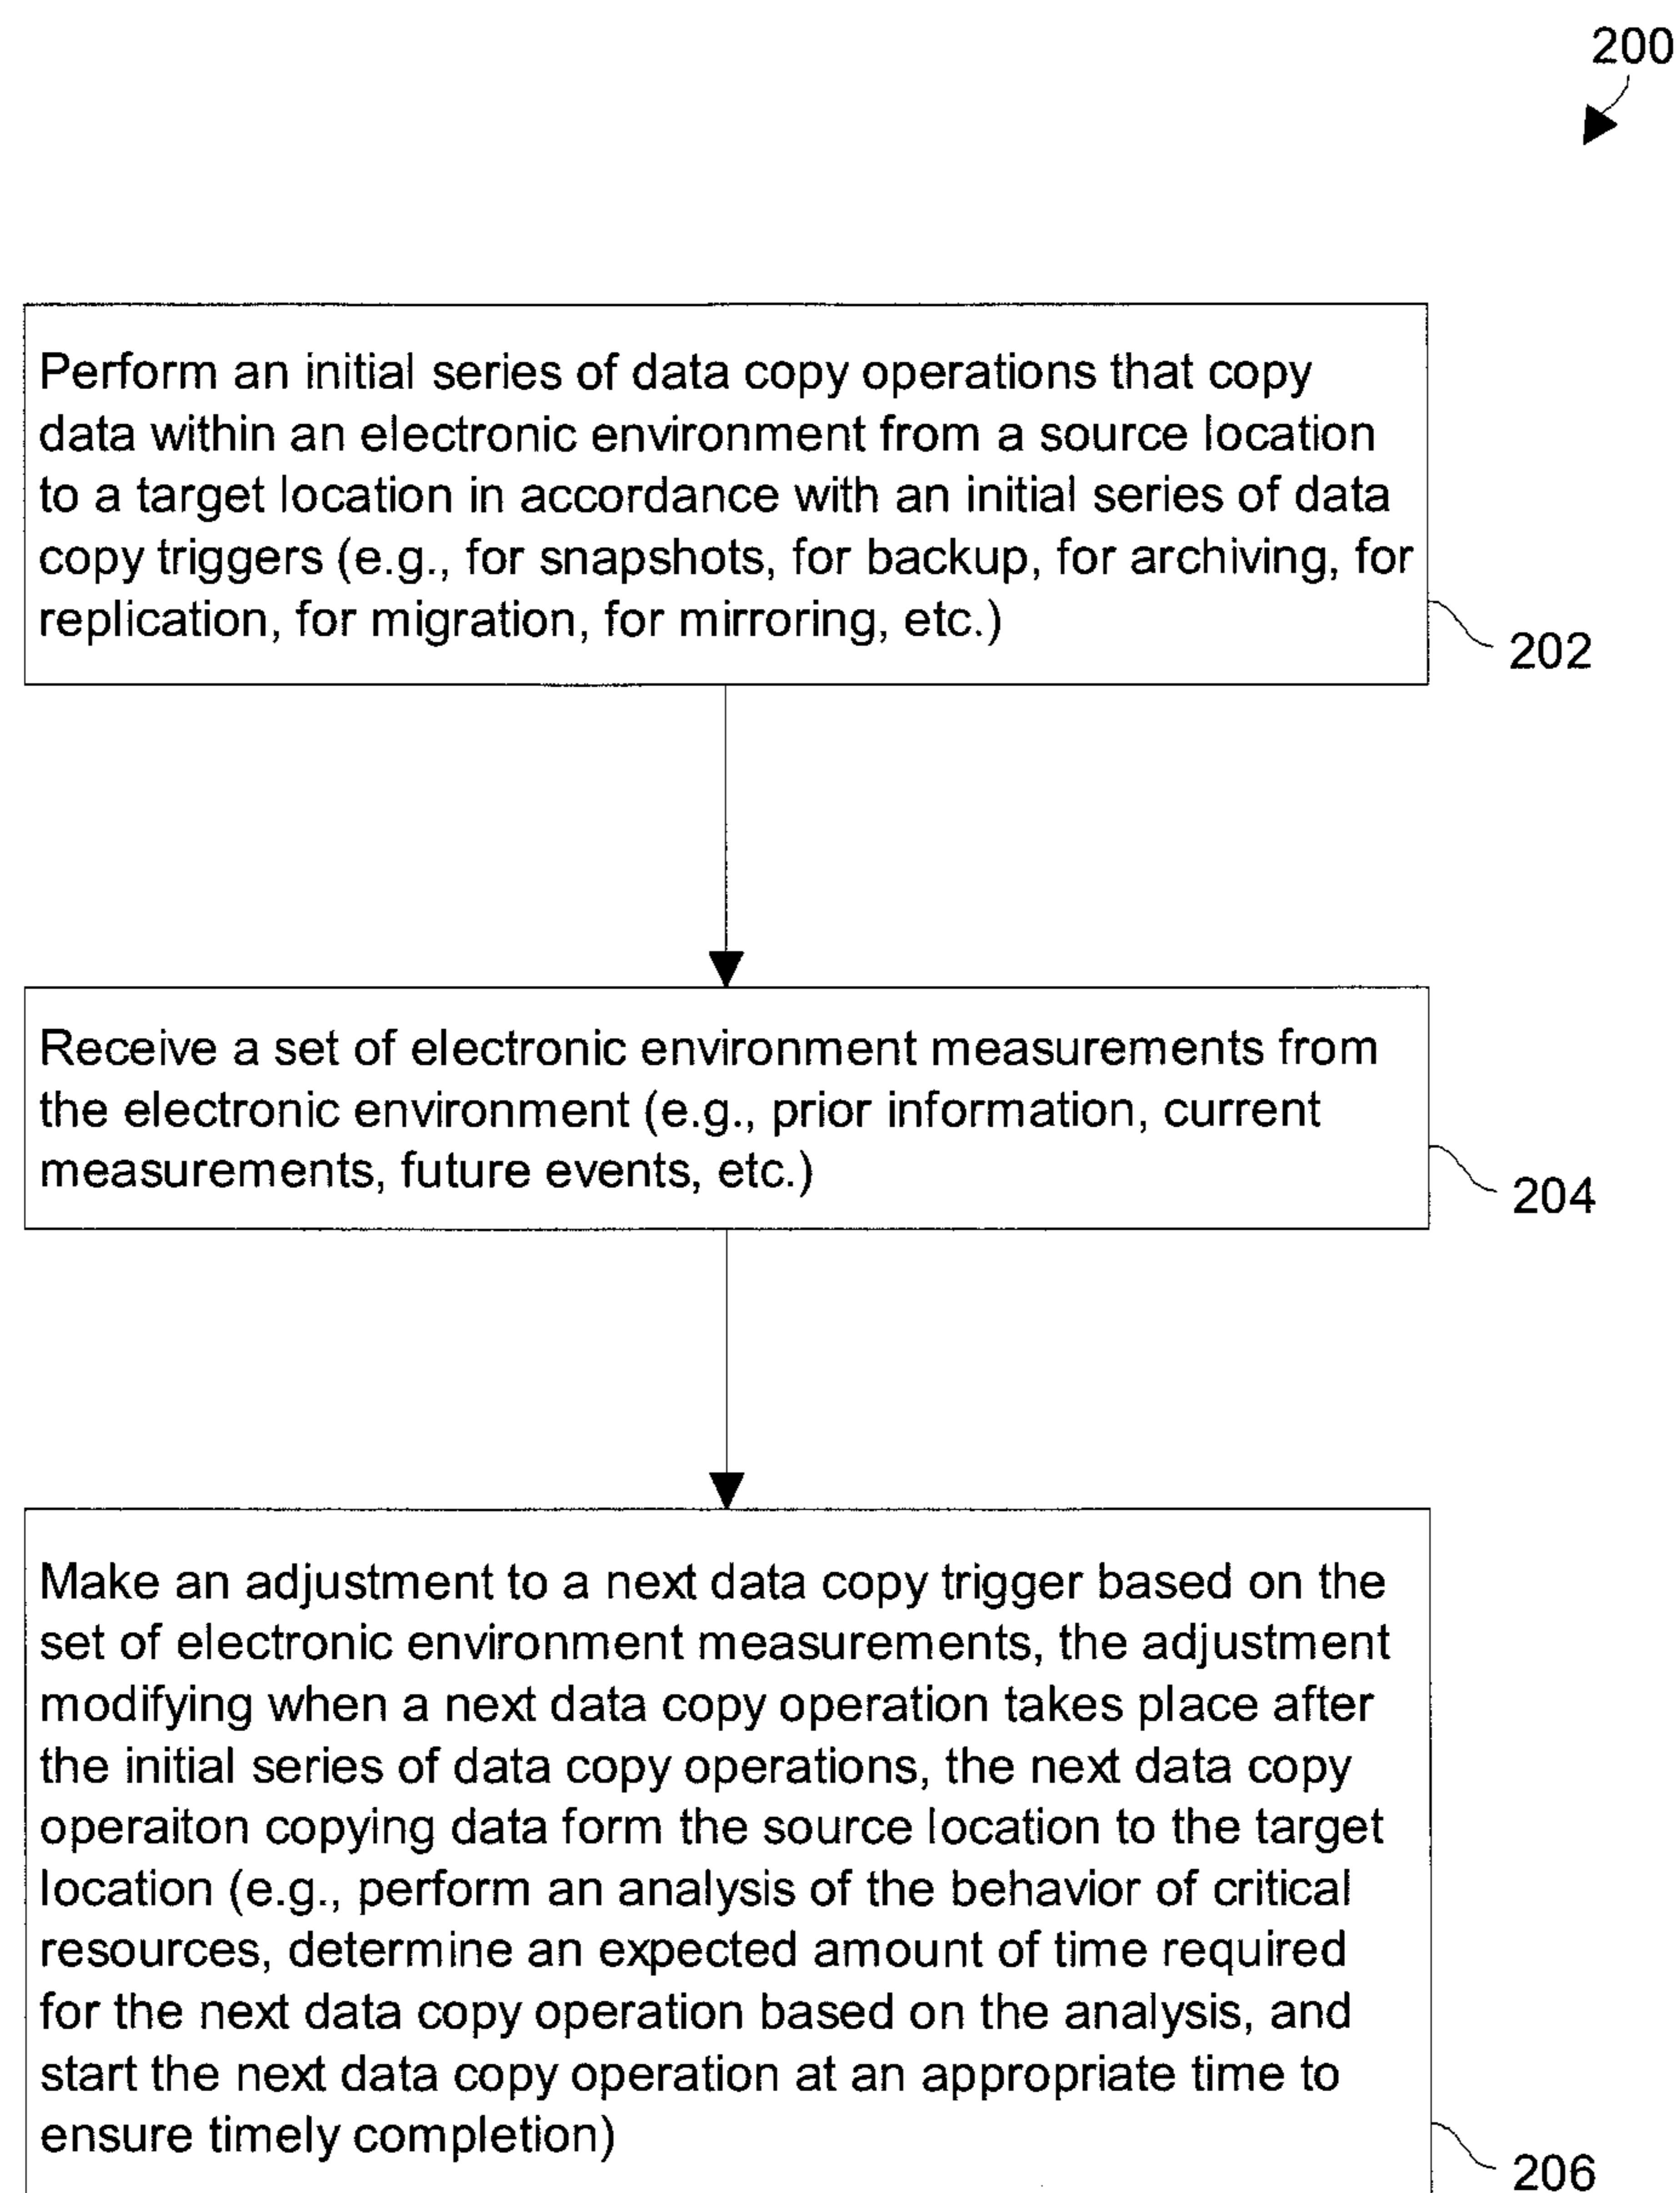 200
Perform an initial series of data copy operations that copy
data within an electronic environment from a source location
to a target location in accordance with an initial series of data
copy triggers (e.g., for snapshots, for backup, for archiving, for
replication, for migration, for mirroring, etc.)
202
Receive a set of electronic environment measurements from
the electronic environment (e.g., prior information, current
measurements, future events, etc.)
204
Make an adjustment to a next data copy trigger based on the
set of electronic environment measurements, the adjustment
modifying when a next data copy operation takes place after
the initial series of data copy operations, the next data copy
operaiton copying data form the source location to the target
location (e.g., perform an analysis of the behavior of critical
resources, determine an expected amount of time required
for the next data copy operation based on the analysis, and
start the next data copy operation at an appropriate time to
ensure timely completion)
206